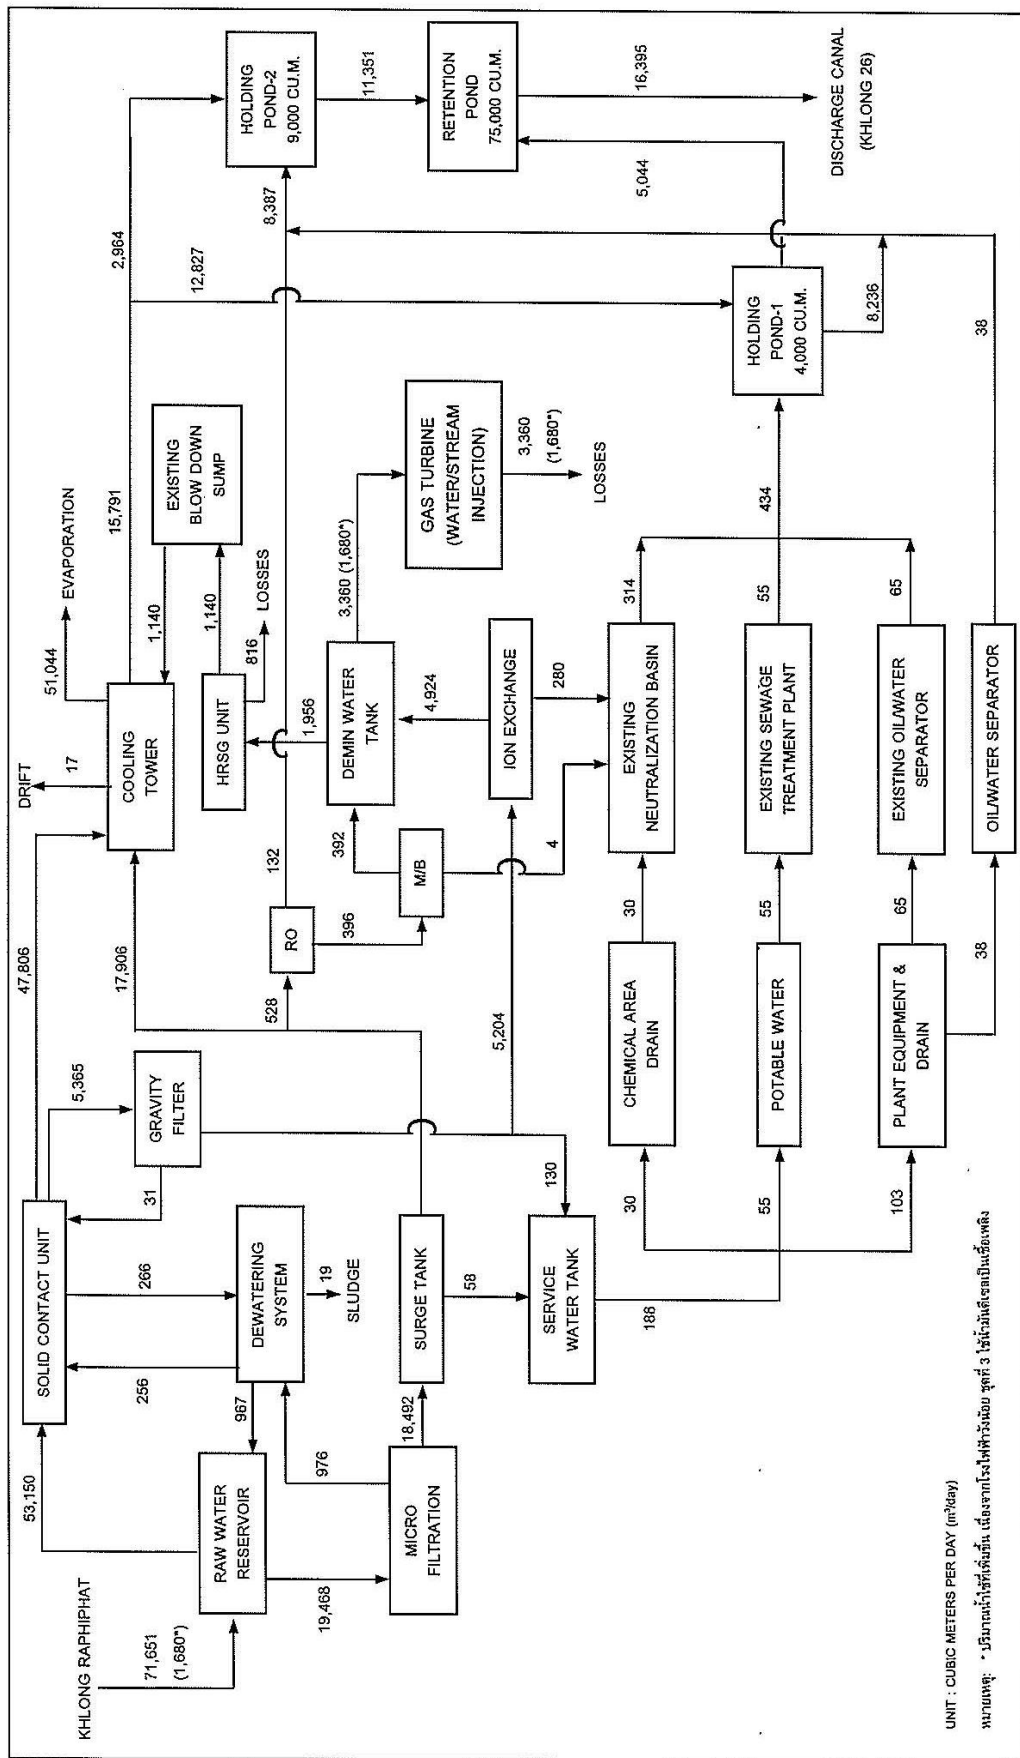 KHLONG RAPHIPHAT
71,651
(1,680*)
RAW WATER
RESERVOIR
53,150
19,468
967
MICRO
FILTRATION
976
18,492
SOLID CONTACT UNIT
256
266
31
5,365
47,806
DEWATERING
SYSTEM
19
SLUDGE
GRAVITY
FILTER
SURGE TANK
58
SERVICE
WATER TANK
130
188
17,906
528
RO
132
396
M/B
392
4
5,204
DRIFT
17
51,044
EVAPORATION
COOLING
TOWER
15,791
1,140
EXISTING
BLOW DOWN
SUMP
1,140
HRSG UNIT
816
LOSSES
1,956
DEMIN WATER
TANK
3,360 (1,680*)
4,924
ION EXCHANGE
280
GAS TURBINE
(WATER/STREAM
INJECTION)
3,360
(1,680*)
LOSSES
2,964
12,827
8,387
HOLDING
POND-2
9,000 CU.M.
11,351
RETENTION
POND
75,000 CU.M.
16,395
5,044
DISCHARGE CANAL
(KHLONG 26)
HOLDING
POND-1
4,000 CU.M.
8,236
434
30
CHEMICAL AREA
DRAIN
30
EXISTING
NEUTRALIZATION BASIN
314
55
POTABLE WATER
55
EXISTING SEWAGE
TREATMENT PLANT
55
103
PLANT EQUIPMENT &
DRAIN
65
EXISTING OIL/WATER
SEPARATOR
65
38
OIL/WATER SEPARATOR
38
UNIT : CUBIC METERS PER DAY (m³/day)
หมายเหตุ: * ปริมาณน้ำใช้ที่เพิ่มขึ้น เนื่องจากโรงไฟฟ้าวังน้อย ชุดที่ 3 ใช้น้ำมันดีเซลเป็นเชื้อเพลิง